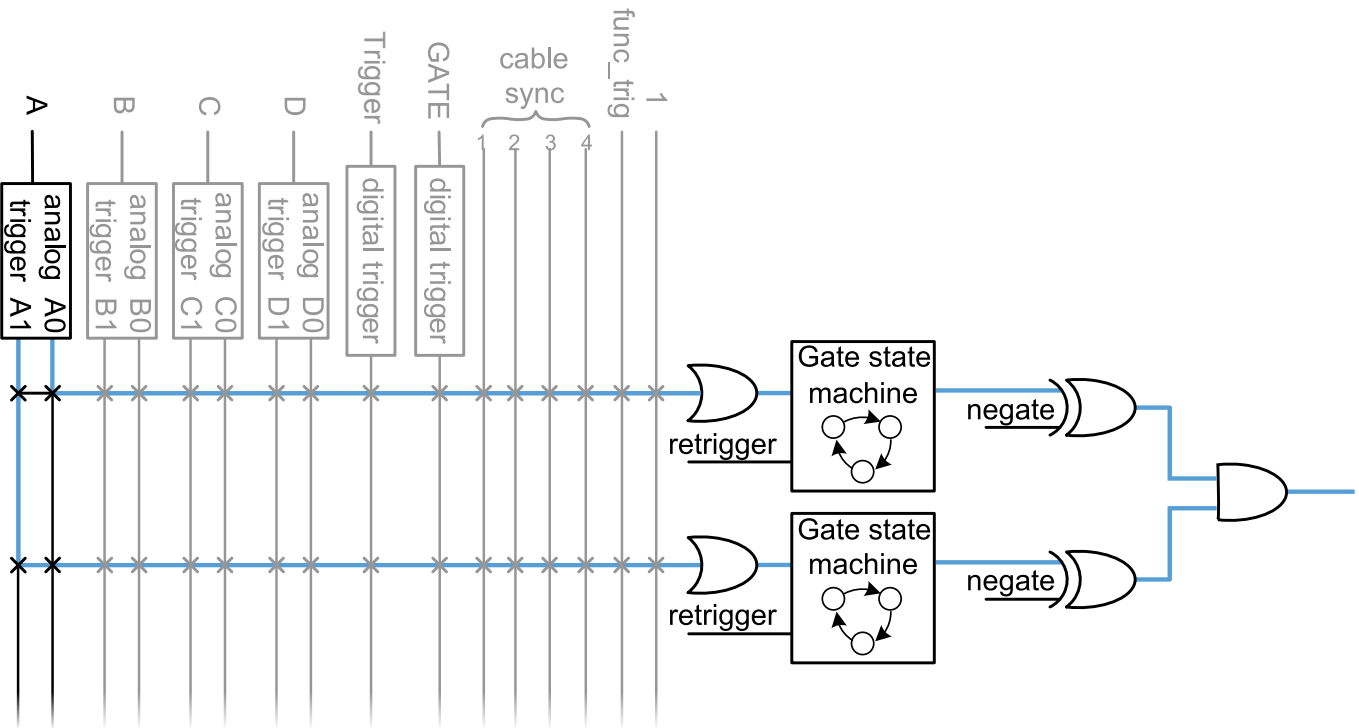 A
B
C
D
Trigger
GATE
cable
sync
func_trig
1
1
2
3
4
analog A0
trigger A1
analog B0
trigger B1
analog C0
trigger C1
analog D0
trigger D1
digital trigger
digital trigger
Gate state
machine
retrigger
negate
Gate state
machine
retrigger
negate